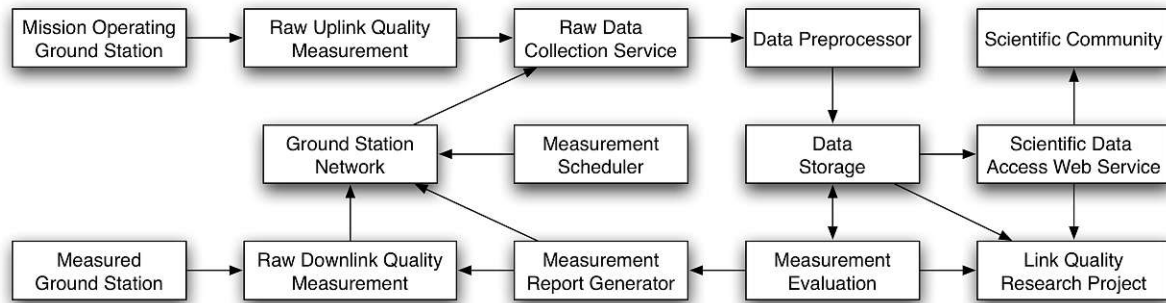 Mission Operating
Ground Station
Raw Uplink Quality
Measurement
Raw Data
Collection Service
Data Preprocessor
Scientific Community
Ground Station
Network
Measurement
Scheduler
Data
Storage
Scientific Data
Access Web Service
Measured
Ground Station
Raw Downlink Quality
Measurement
Measurement
Report Generator
Measurement
Evaluation
Link Quality
Research Project